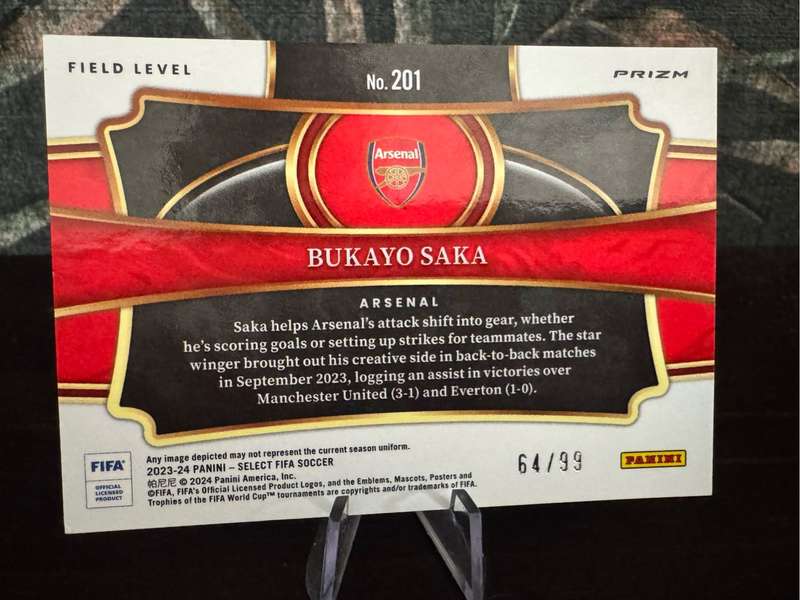 FIELD LEVEL
No. 201
PRIZM
Arsenal
BUKAYO SAKA
ARSENAL
Saka helps Arsenal's attack shift into gear, whether
he's scoring goals or setting up strikes for teammates. The star
winger brought out his creative side in back-to-back matches
in September 2023, logging an assist in victories over
Manchester United (3-1) and Everton (1-0).
FIFA®
OFFICIAL
LICENSED
PRODUCT
Any image depicted may not represent the current season uniform.
2023-24 PANINI – SELECT FIFA SOCCER
帕尼尼 © 2024 Panini America, Inc.
©FIFA, FIFA's Official Licensed Product Logos, and the Emblems, Mascots, Posters and
Trophies of the FIFA World Cup™ tournaments are copyrights and/or trademarks of FIFA.
64/99
PANINI